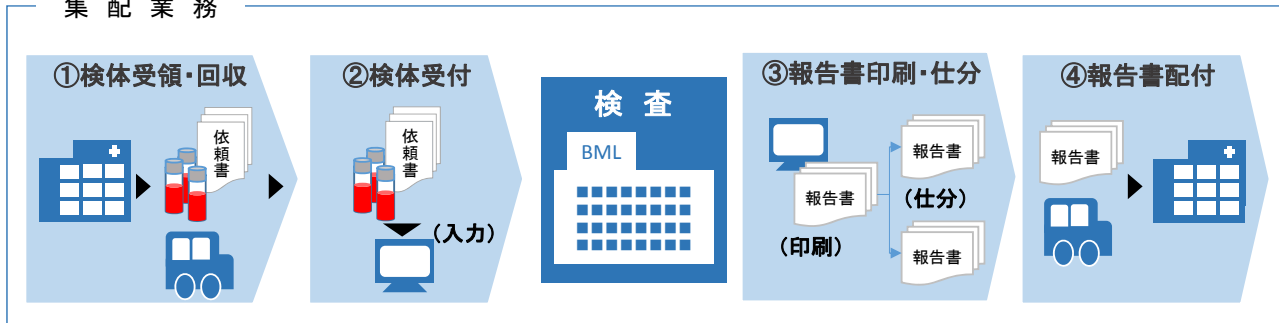 集配業務
①検体受領・回収
依頼書
②検体受付
依頼書
(入力)
検査
BML
③報告書印刷・仕分
報告書
報告書
(仕分)
(印刷)
報告書
④報告書配付
報告書